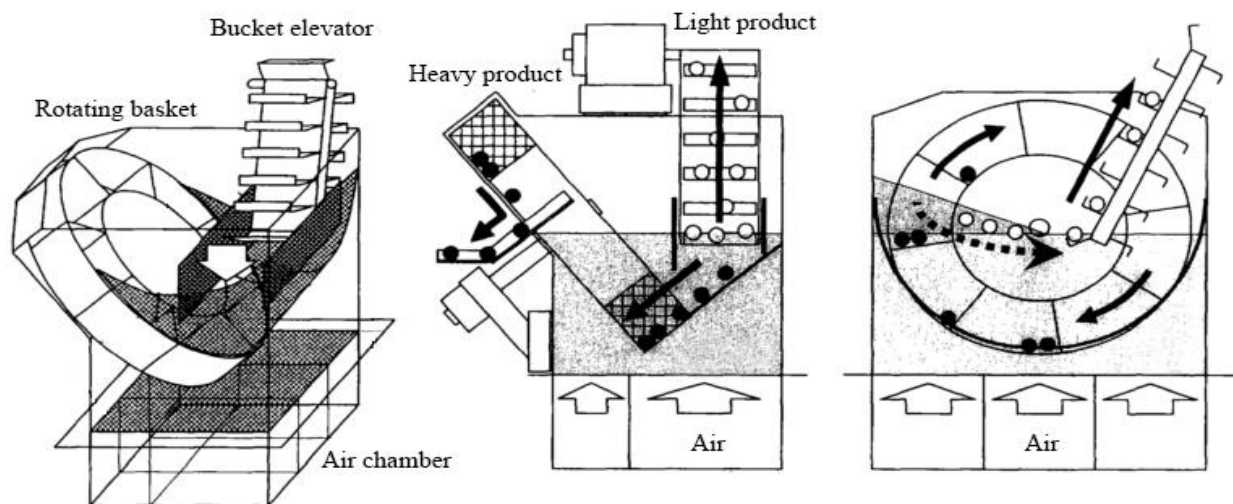 Bucket elevator
Rotating basket
Air chamber
Light product
Heavy product
Air
Air